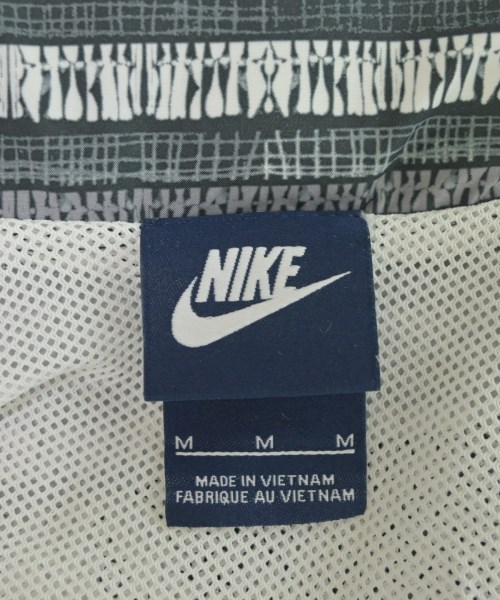 NIKE
M M M
MADE IN VIETNAM
FABRIQUE AU VIETNAM